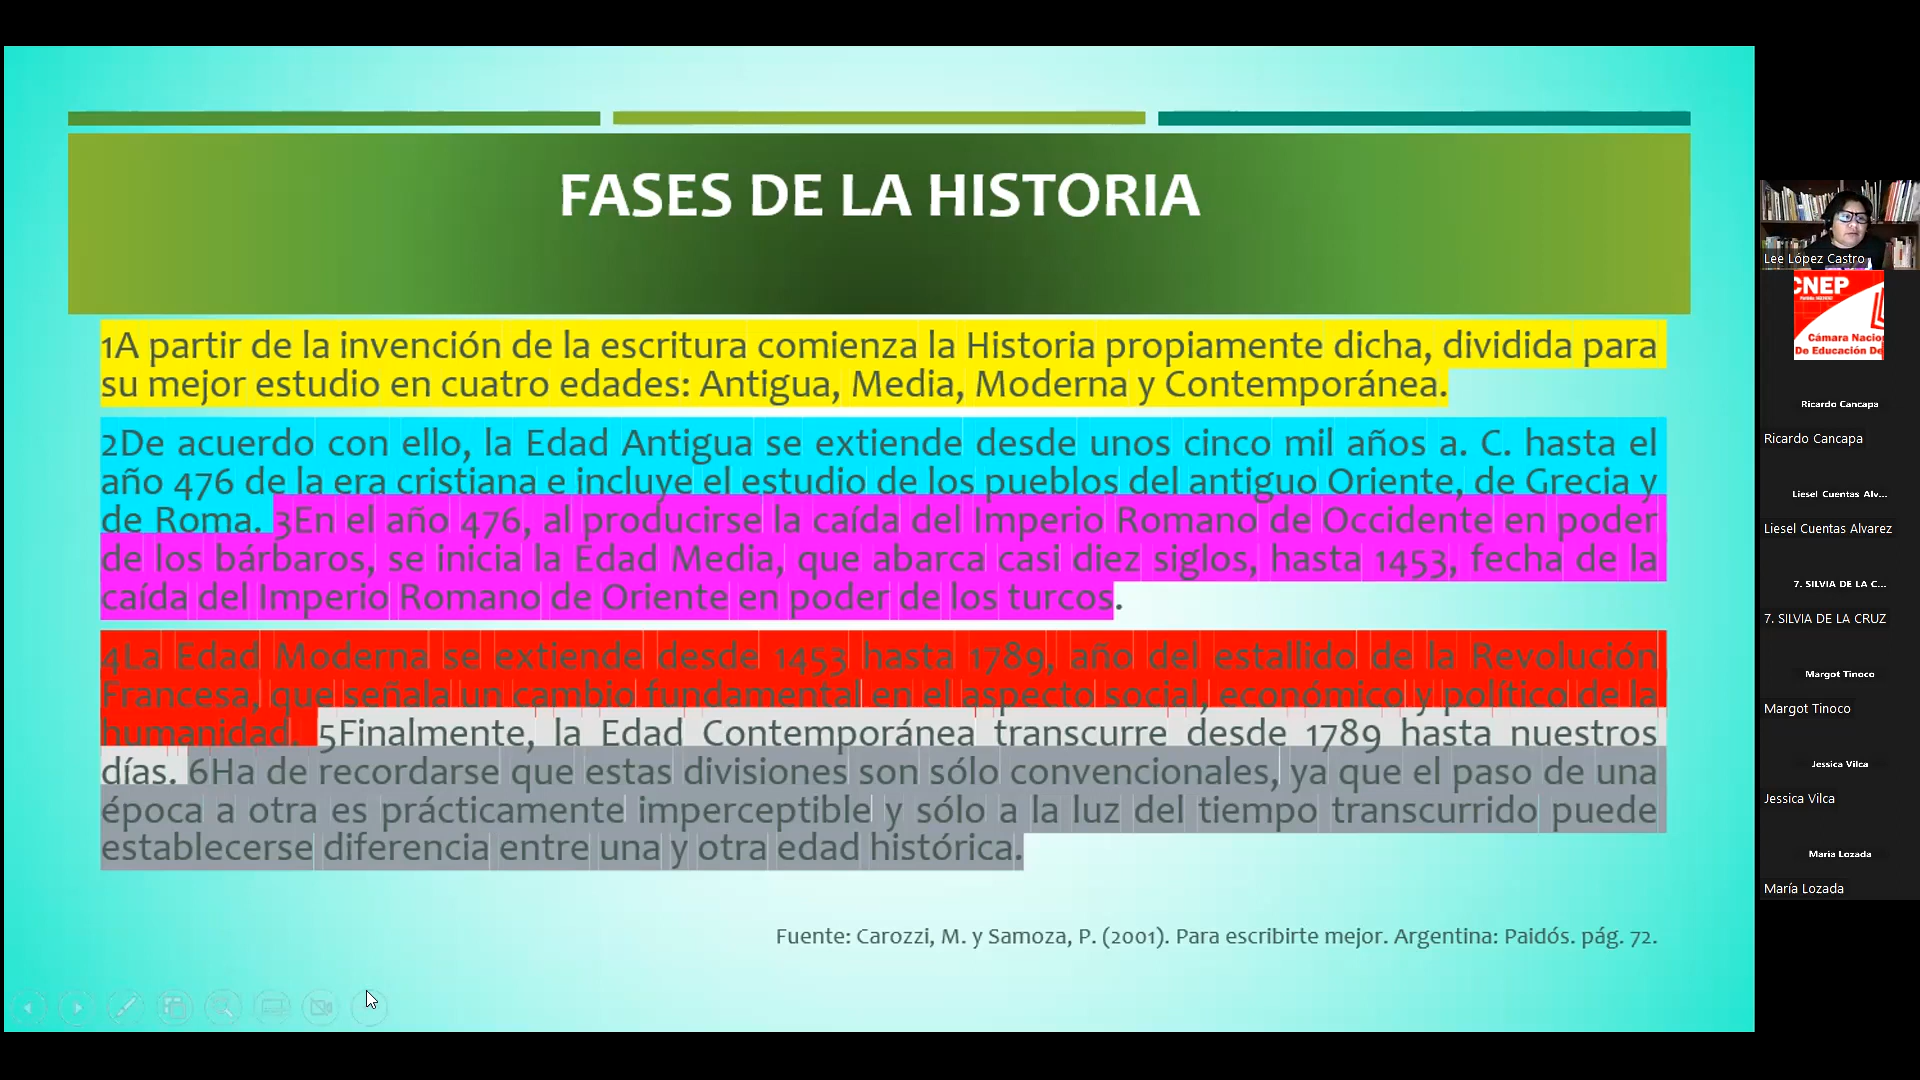 FASES DE LA HISTORIA
1A partir de la invención de la escritura comienza la Historia propiamente dicha, dividida para
su mejor estudio en cuatro edades: Antigua, Media, Moderna y Contemporánea.
2De acuerdo con ello, la Edad Antigua se extiende desde unos cinco mil años a. C. hasta el
año 476 de la era cristiana e incluye el estudio de los pueblos del antiguo Oriente, de Grecia y
de Roma. 3En el año 476, al producirse la caída del Imperio Romano de Occidente en poder
de los bárbaros, se inicia la Edad Media, que abarca casi diez siglos, hasta 1453, fecha de la
caída del Imperio Romano de Oriente en poder de los turcos.
4La Edad Moderna se extiende desde 1453 hasta 1789, año del estallido de la Revolución
Francesa, que señala un cambio fundamental en el aspecto social, económico y político de la
humanidad. 5Finalmente, la Edad Contemporánea transcurre desde 1789 hasta nuestros
días. 6Ha de recordarse que estas divisiones son sólo convencionales, ya que el paso de una
época a otra es prácticamente imperceptible y sólo a la luz del tiempo transcurrido puede
establecerse diferencia entre una y otra edad histórica.
Fuente: Carozzi, M. y Samoza, P. (2001). Para escribirte mejor. Argentina: Paidós. pág. 72.
Lee López Castro
CNEP
Cámara Nacio
De Educación De
Ricardo Cancapa
Ricardo Cancapa
Liesel Cuentas Alv...
Liesel Cuentas Alvarez
7. SILVIA DE LA C...
7. SILVIA DE LA CRUZ
Margot Tinoco
Margot Tinoco
Jessica Vilca
Jessica Vilca
Maria Lozada
María Lozada